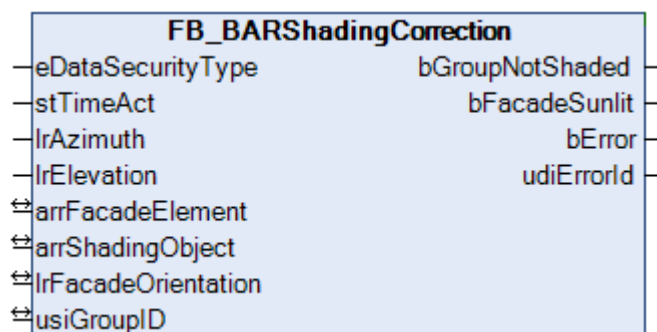 FB_BARShadingCorrection
eDataSecurityType bGroupNotShaded
stTimeAct bFacadeSunlit
lrAzimuth bError
lrElevation udiErrorId
arrFacadeElement
arrShadingObject
lrFacadeOrientation
usiGroupID